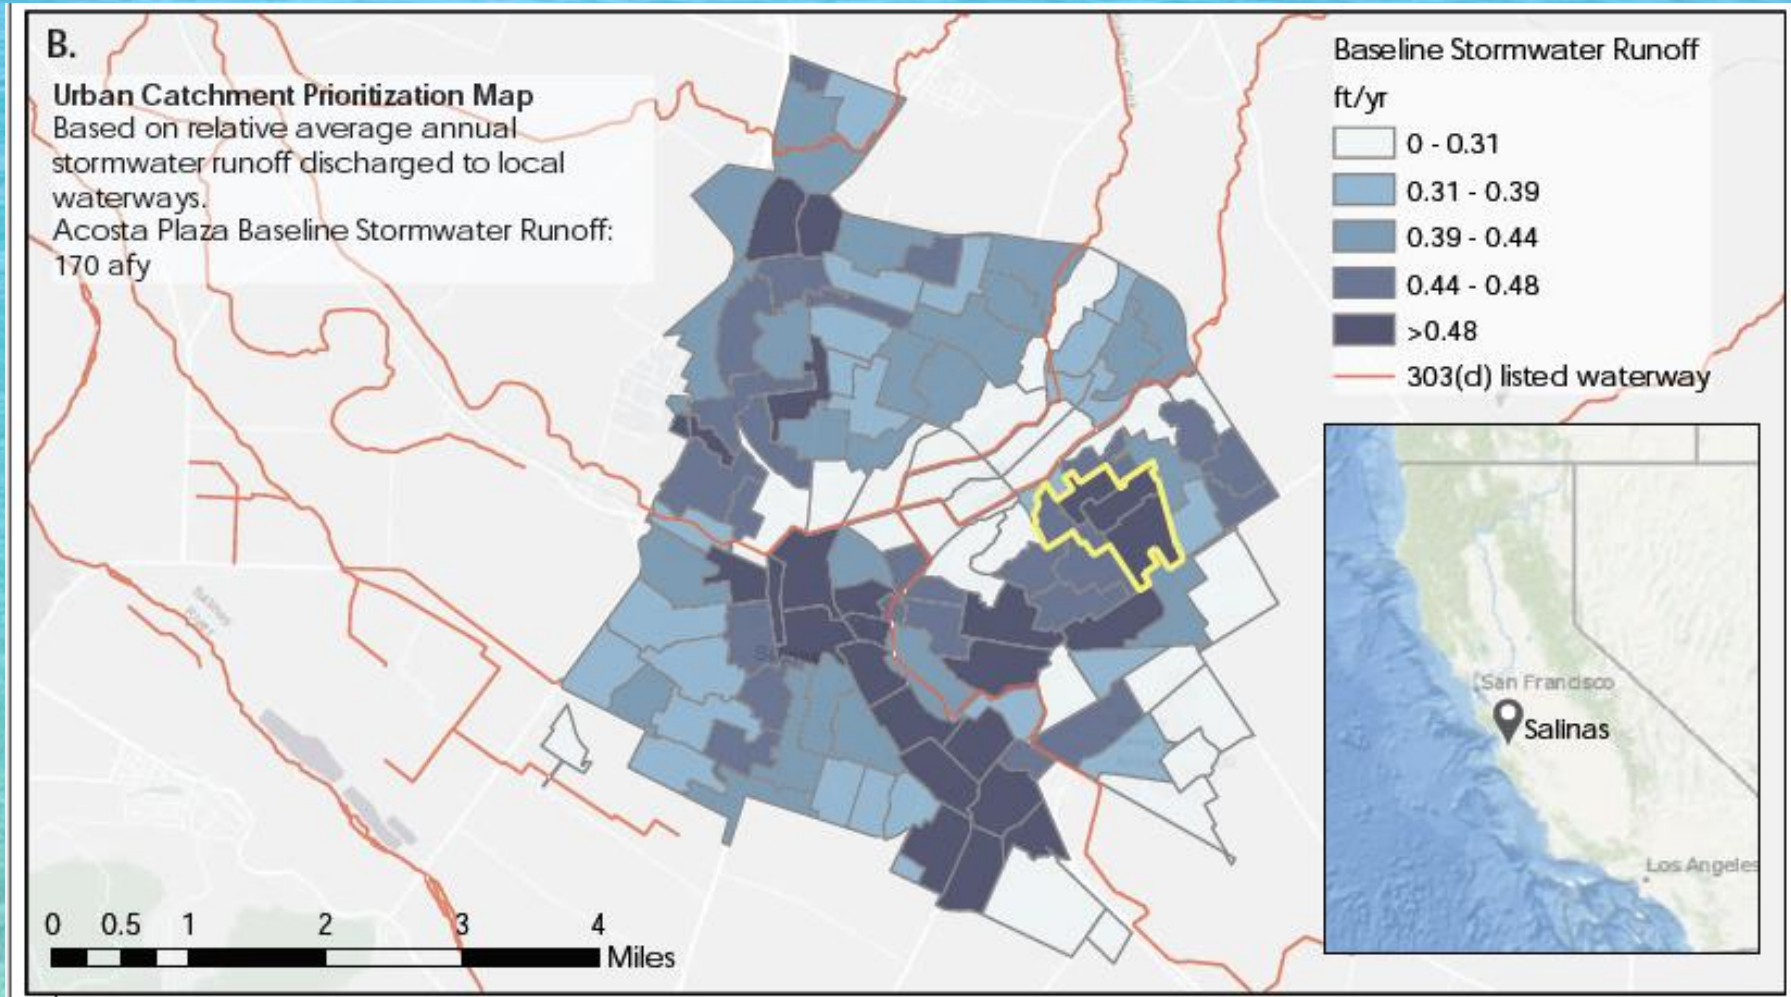 B.
Urban Catchment Prioritization Map
Based on relative average annual
stormwater runoff discharged to local
waterways.
Acosta Plaza Baseline Stormwater Runoff:
170 afy
Baseline Stormwater Runoff
ft/yr
0 - 0.31
0.31 - 0.39
0.39 - 0.44
0.44 - 0.48
>0.48
303(d) listed waterway
Salinas
River
Salinas
San Francisco
Salinas
Los Angeles
0 0.5 1 2 3 4
Miles